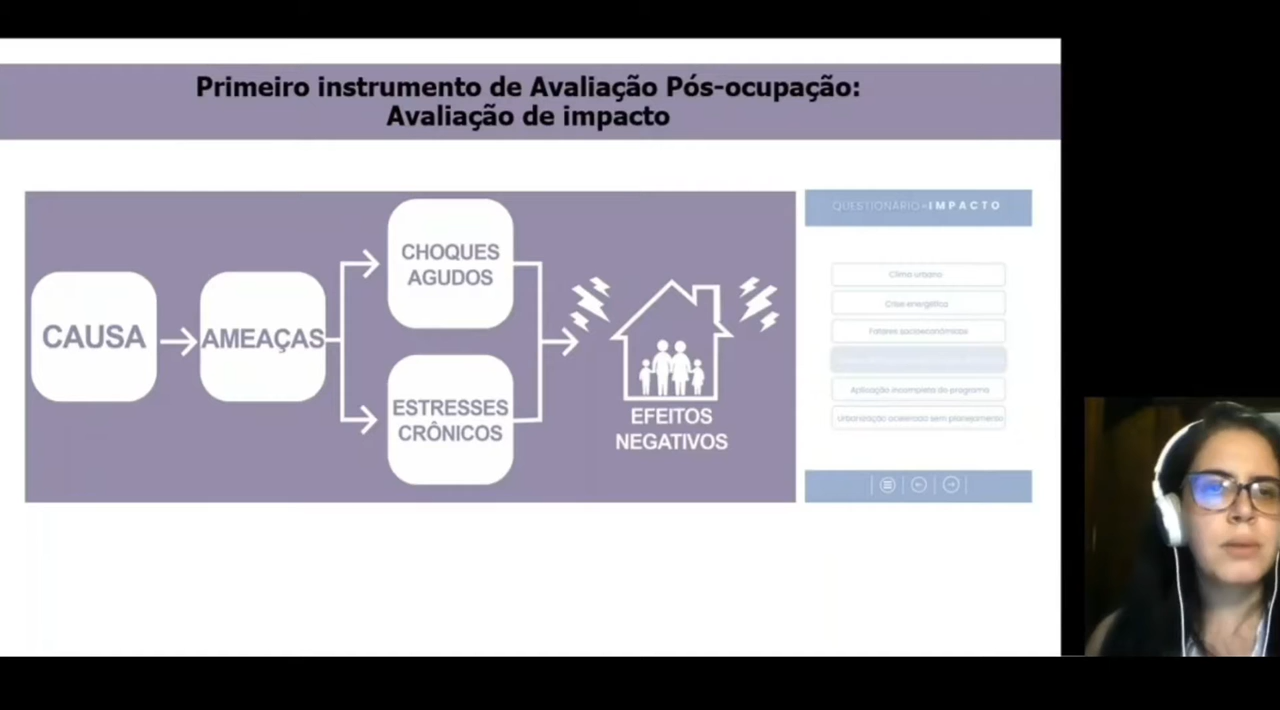 Primeiro instrumento de Avaliação Pós-ocupação:
Avaliação de impacto
CAUSA
AMEAÇAS
CHOQUES
AGUDOS
ESTRESSES
CRÔNICOS
EFEITOS
NEGATIVOS
QUESTIONÁRIO-IMPACTO
Clima urbano
Crise energética
Fatores socioeconômicos
Aplicação incompleta do programa
Urbanização acelerada sem planejamento